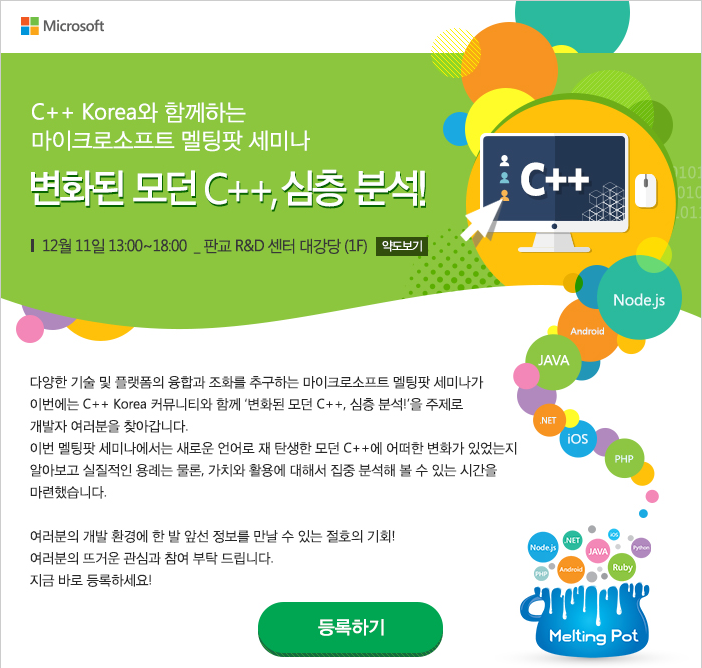 Microsoft
C++ Korea와 함께하는
마이크로소프트 멜팅팟 세미나
변화된 모던 C++, 심층 분석!
12월 11일 13:00~18:00 _ 판교 R&D 센터 대강당 (1F) 약도보기
C++
0101
010
1011
Node.js
Android
JAVA
.NET
iOS
PHP
다양한 기술 및 플랫폼의 융합과 조화를 추구하는 마이크로소프트 멜팅팟 세미나가
이번에는 C++ Korea 커뮤니티와 함께 '변화된 모던 C++, 심층 분석!'을 주제로
개발자 여러분을 찾아갑니다.
이번 멜팅팟 세미나에서는 새로운 언어로 재 탄생한 모던 C++에 어떠한 변화가 있었는지
알아보고 실질적인 용례는 물론, 가치와 활용에 대해서 집중 분석해 볼 수 있는 시간을
마련했습니다.
여러분의 개발 환경에 한 발 앞선 정보를 만날 수 있는 절호의 기회!
여러분의 뜨거운 관심과 참여 부탁 드립니다.
지금 바로 등록하세요!
등록하기
Node.js
.NET
iOS
JAVA
Python
PHP
Android
Ruby
Melting Pot